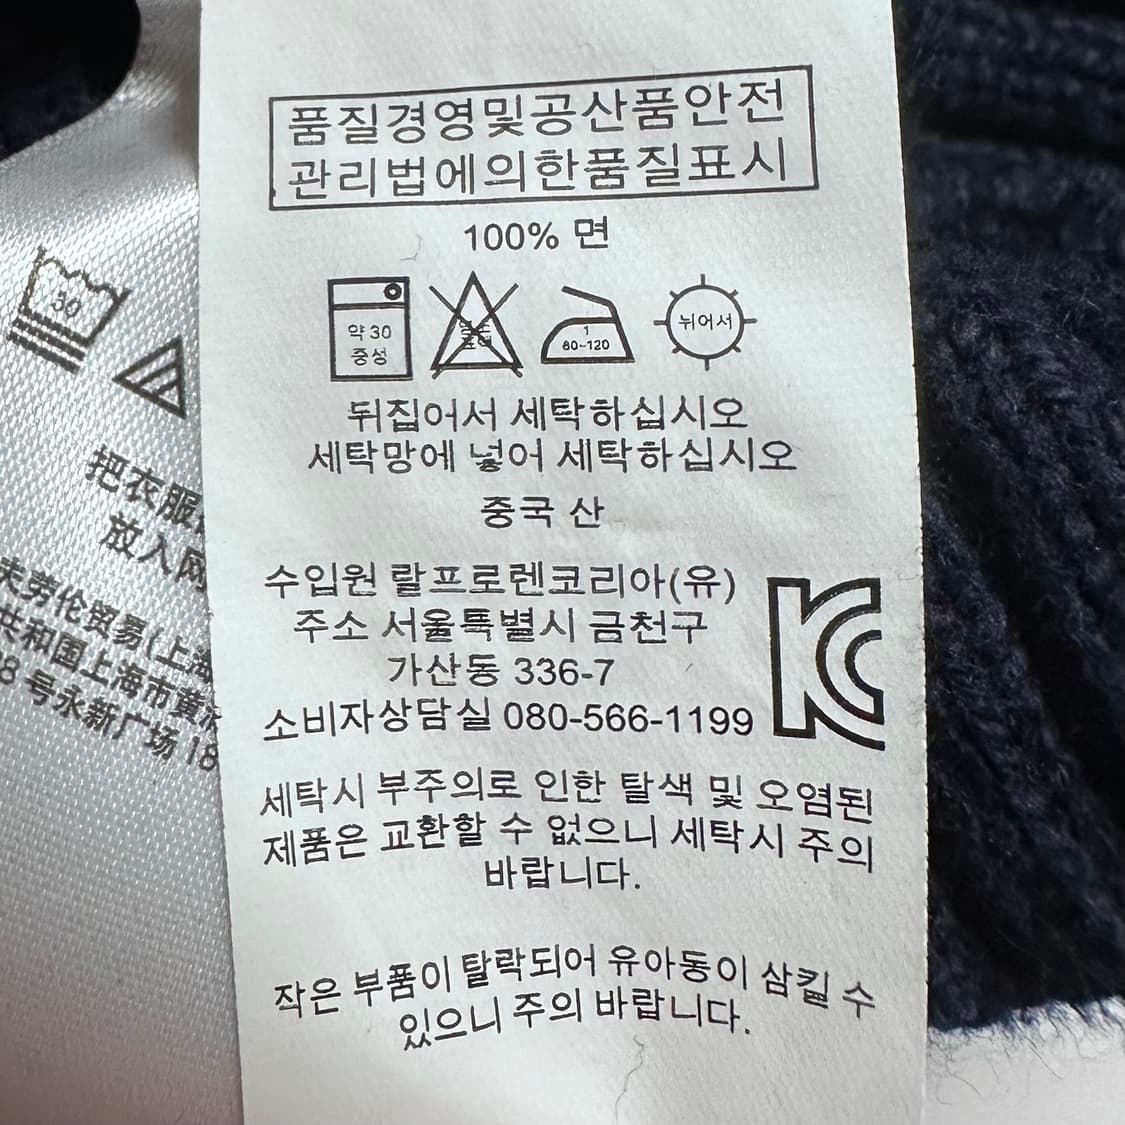 품질경영및공산품안전
관리법에의한품질표시
100% 면
약 30
중성
1
80~120
뉘어서
뒤집어서 세탁하십시오
세탁망에 넣어 세탁하십시오
중국 산
수입원 랄프로렌코리아(유)
주소 서울특별시 금천구
가산동 336-7
소비자상담실 080-566-1199
세탁시 부주의로 인한 탈색 및 오염된
제품은 교환할 수 없으니 세탁시 주의
바랍니다.
작은 부품이 탈락되어 유아동이 삼킬 수
있으니 주의 바랍니다.
30
把衣服
放入网
夫劳伦贸易(上海
共和国上海市黄
8 号永新广场 18